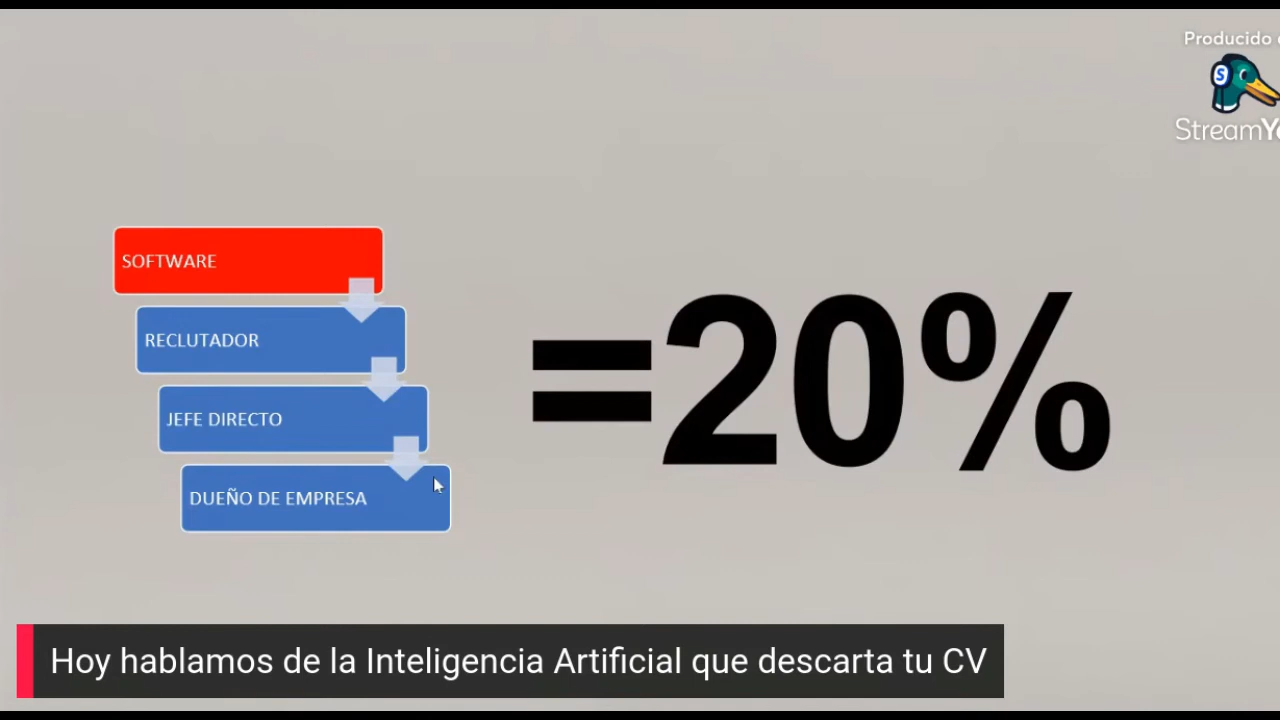 Producido
StreamY
SOFTWARE
RECLUTADOR
JEFE DIRECTO
DUEÑO DE EMPRESA
=20%
Hoy hablamos de la Inteligencia Artificial que descarta tu CV